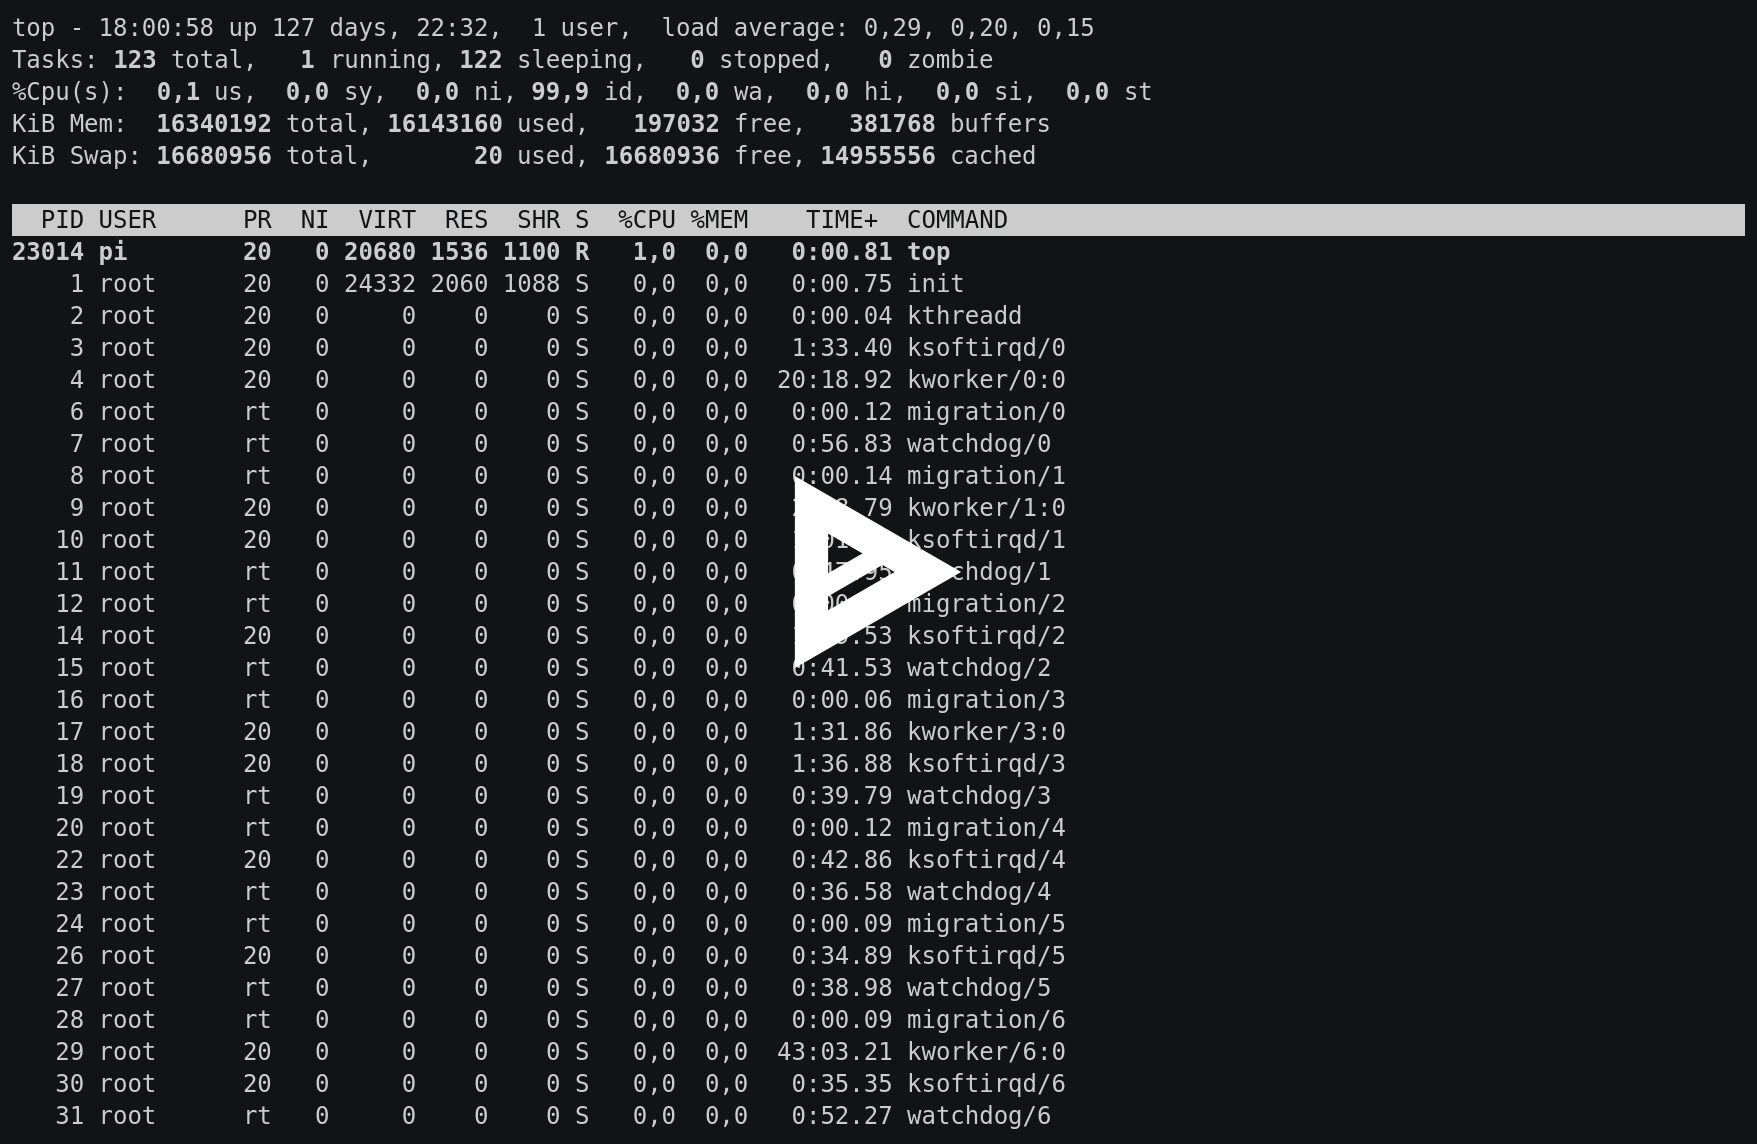 top - 18:00:58 up 127 days, 22:32,  1 user,  load average: 0,29, 0,20, 0,15
Tasks: 123 total,   1 running, 122 sleeping,   0 stopped,   0 zombie
%Cpu(s):  0,1 us,  0,0 sy,  0,0 ni, 99,9 id,  0,0 wa,  0,0 hi,  0,0 si,  0,0 st
KiB Mem:  16340192 total, 16143160 used,   197032 free,   381768 buffers
KiB Swap: 16680956 total,       20 used, 16680936 free, 14955556 cached
  PID USER      PR  NI  VIRT  RES  SHR S  %CPU %MEM    TIME+  COMMAND
23014 pi        20   0 20680 1536 1100 R   1,0  0,0   0:00.81 top
    1 root      20   0 24332 2060 1088 S   0,0  0,0   0:00.75 init
    2 root      20   0     0    0    0 S   0,0  0,0   0:00.04 kthreadd
    3 root      20   0     0    0    0 S   0,0  0,0   1:33.40 ksoftirqd/0
    4 root      20   0     0    0    0 S   0,0  0,0  20:18.92 kworker/0:0
    6 root      rt   0     0    0    0 S   0,0  0,0   0:00.12 migration/0
    7 root      rt   0     0    0    0 S   0,0  0,0   0:56.83 watchdog/0
    8 root      rt   0     0    0    0 S   0,0  0,0   0:00.14 migration/1
    9 root      20   0     0    0    0 S   0,0  0,0   kworker/1:0
   10 root      20   0     0    0    0 S   0,0  0,0   ksoftirqd/1
   11 root      rt   0     0    0    0 S   0,0  0,0
   12 root      rt   0     0    0    0 S   0,0  0,0   migration/2
   14 root      20   0     0    0    0 S   0,0  0,0   ksoftirqd/2
   15 root      rt   0     0    0    0 S   0,0  0,0   0:41.53 watchdog/2
   16 root      rt   0     0    0    0 S   0,0  0,0   0:00.06 migration/3
   17 root      20   0     0    0    0 S   0,0  0,0   1:31.86 kworker/3:0
   18 root      20   0     0    0    0 S   0,0  0,0   1:36.88 ksoftirqd/3
   19 root      rt   0     0    0    0 S   0,0  0,0   0:39.79 watchdog/3
   20 root      rt   0     0    0    0 S   0,0  0,0   0:00.12 migration/4
   22 root      20   0     0    0    0 S   0,0  0,0   0:42.86 ksoftirqd/4
   23 root      rt   0     0    0    0 S   0,0  0,0   0:36.58 watchdog/4
   24 root      rt   0     0    0    0 S   0,0  0,0   0:00.09 migration/5
   26 root      20   0     0    0    0 S   0,0  0,0   0:34.89 ksoftirqd/5
   27 root      rt   0     0    0    0 S   0,0  0,0   0:38.98 watchdog/5
   28 root      rt   0     0    0    0 S   0,0  0,0   0:00.09 migration/6
   29 root      20   0     0    0    0 S   0,0  0,0  43:03.21 kworker/6:0
   30 root      20   0     0    0    0 S   0,0  0,0   0:35.35 ksoftirqd/6
   31 root      rt   0     0    0    0 S   0,0  0,0   0:52.27 watchdog/6